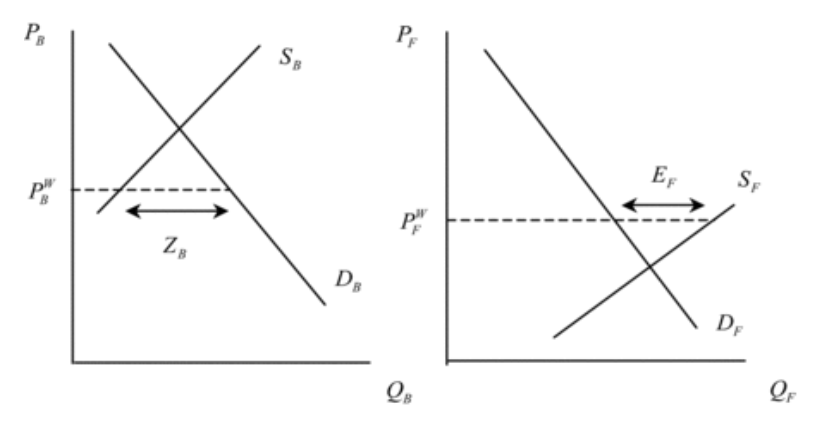 P_B
S_B
P_B^W
Z_B
D_B
Q_B
P_F
E_F
S_F
P_F^W
D_F
Q_F